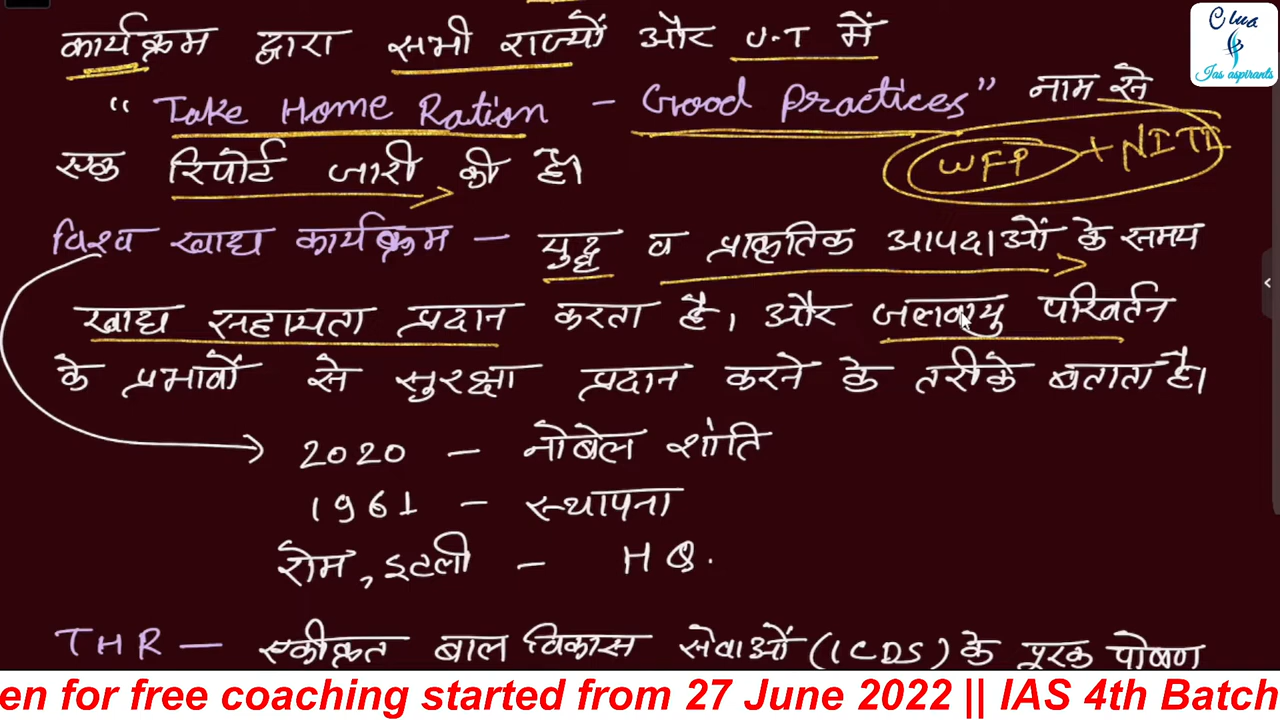 Clue
Ias aspirants
कार्यक्रम द्वारा सभी राज्यों और U.T में
“Take Home Ration - Good Practices” नाम से
एक रिपोर्ट जारी की है।
WFP + NITI
विश्व खाद्य कार्यक्रम - युद्ध व प्राकृतिक आपदाओं के समय
खाद्य सहायता प्रदान करता है। और जलवायु परिवर्तन
के प्रभावों से सुरक्षा प्रदान करने के तरीके बताता है।
2020 - नोबेल शांति
1961 - स्थापना
रोम, इटली - HQ.
THR - एकीकृत बाल विकास सेवाओं (ICDS) के पूरक पोषण
en for free coaching started from 27 June 2022 || IAS 4th Batch